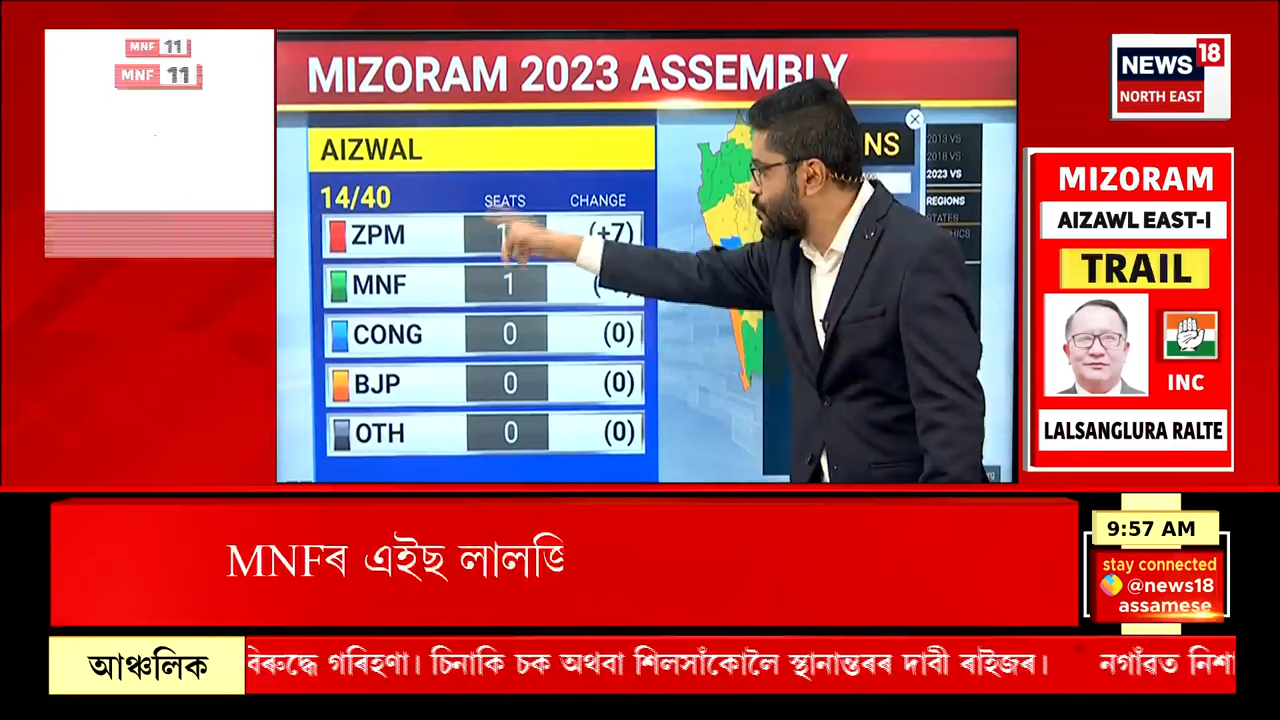 MNF 11
MNF 11
MIZORAM 2023 ASSEMBLY
AIZWAL
14/40
SEATS CHANGE
ZPM (+7)
MNF 1
CONG 0 (0)
BJP 0 (0)
OTH 0 (0)
NS
2013 VS
2018 VS
2023 VS
REGIONS
STATES
NEWS 18
NORTH EAST
MIZORAM
AIZAWL EAST-I
TRAIL
INC
LALSANGLURA RALTE
MNFৰ এইছ লালজি
9:57 AM
stay connected
@news18
assamese
আঞ্চলিক
বিৰুদ্ধে গৰিহণা। চিনাকি চক অথবা শিলসাঁকোলৈ স্থানান্তৰৰ দাবী ৰাইজৰ। নগাঁৱত নিশা